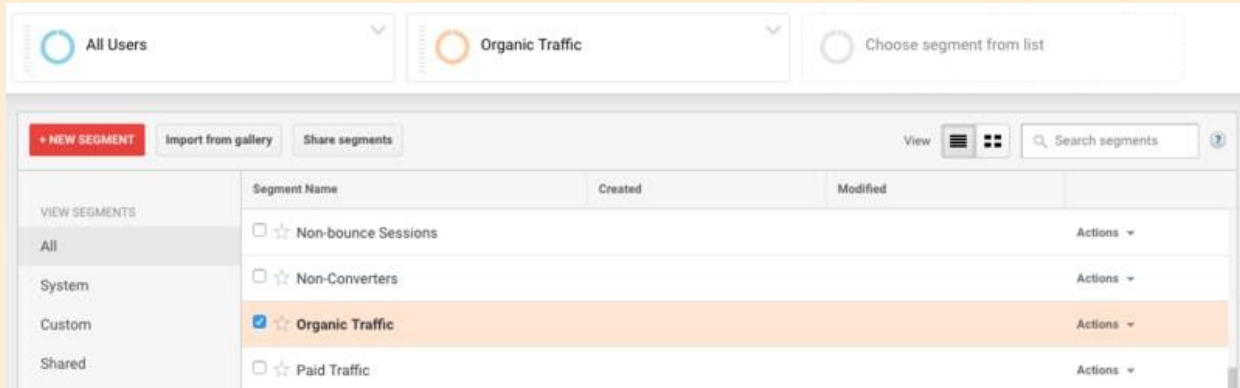 All Users
Organic Traffic
Choose segment from list
+ NEW SEGMENT
Import from gallery
Share segments
View
Search segments
?
VIEW SEGMENTS
All
System
Custom
Shared
Segment Name Created Modified
Non-bounce Sessions Actions
Non-Converters Actions
Organic Traffic Actions
Paid Traffic Actions